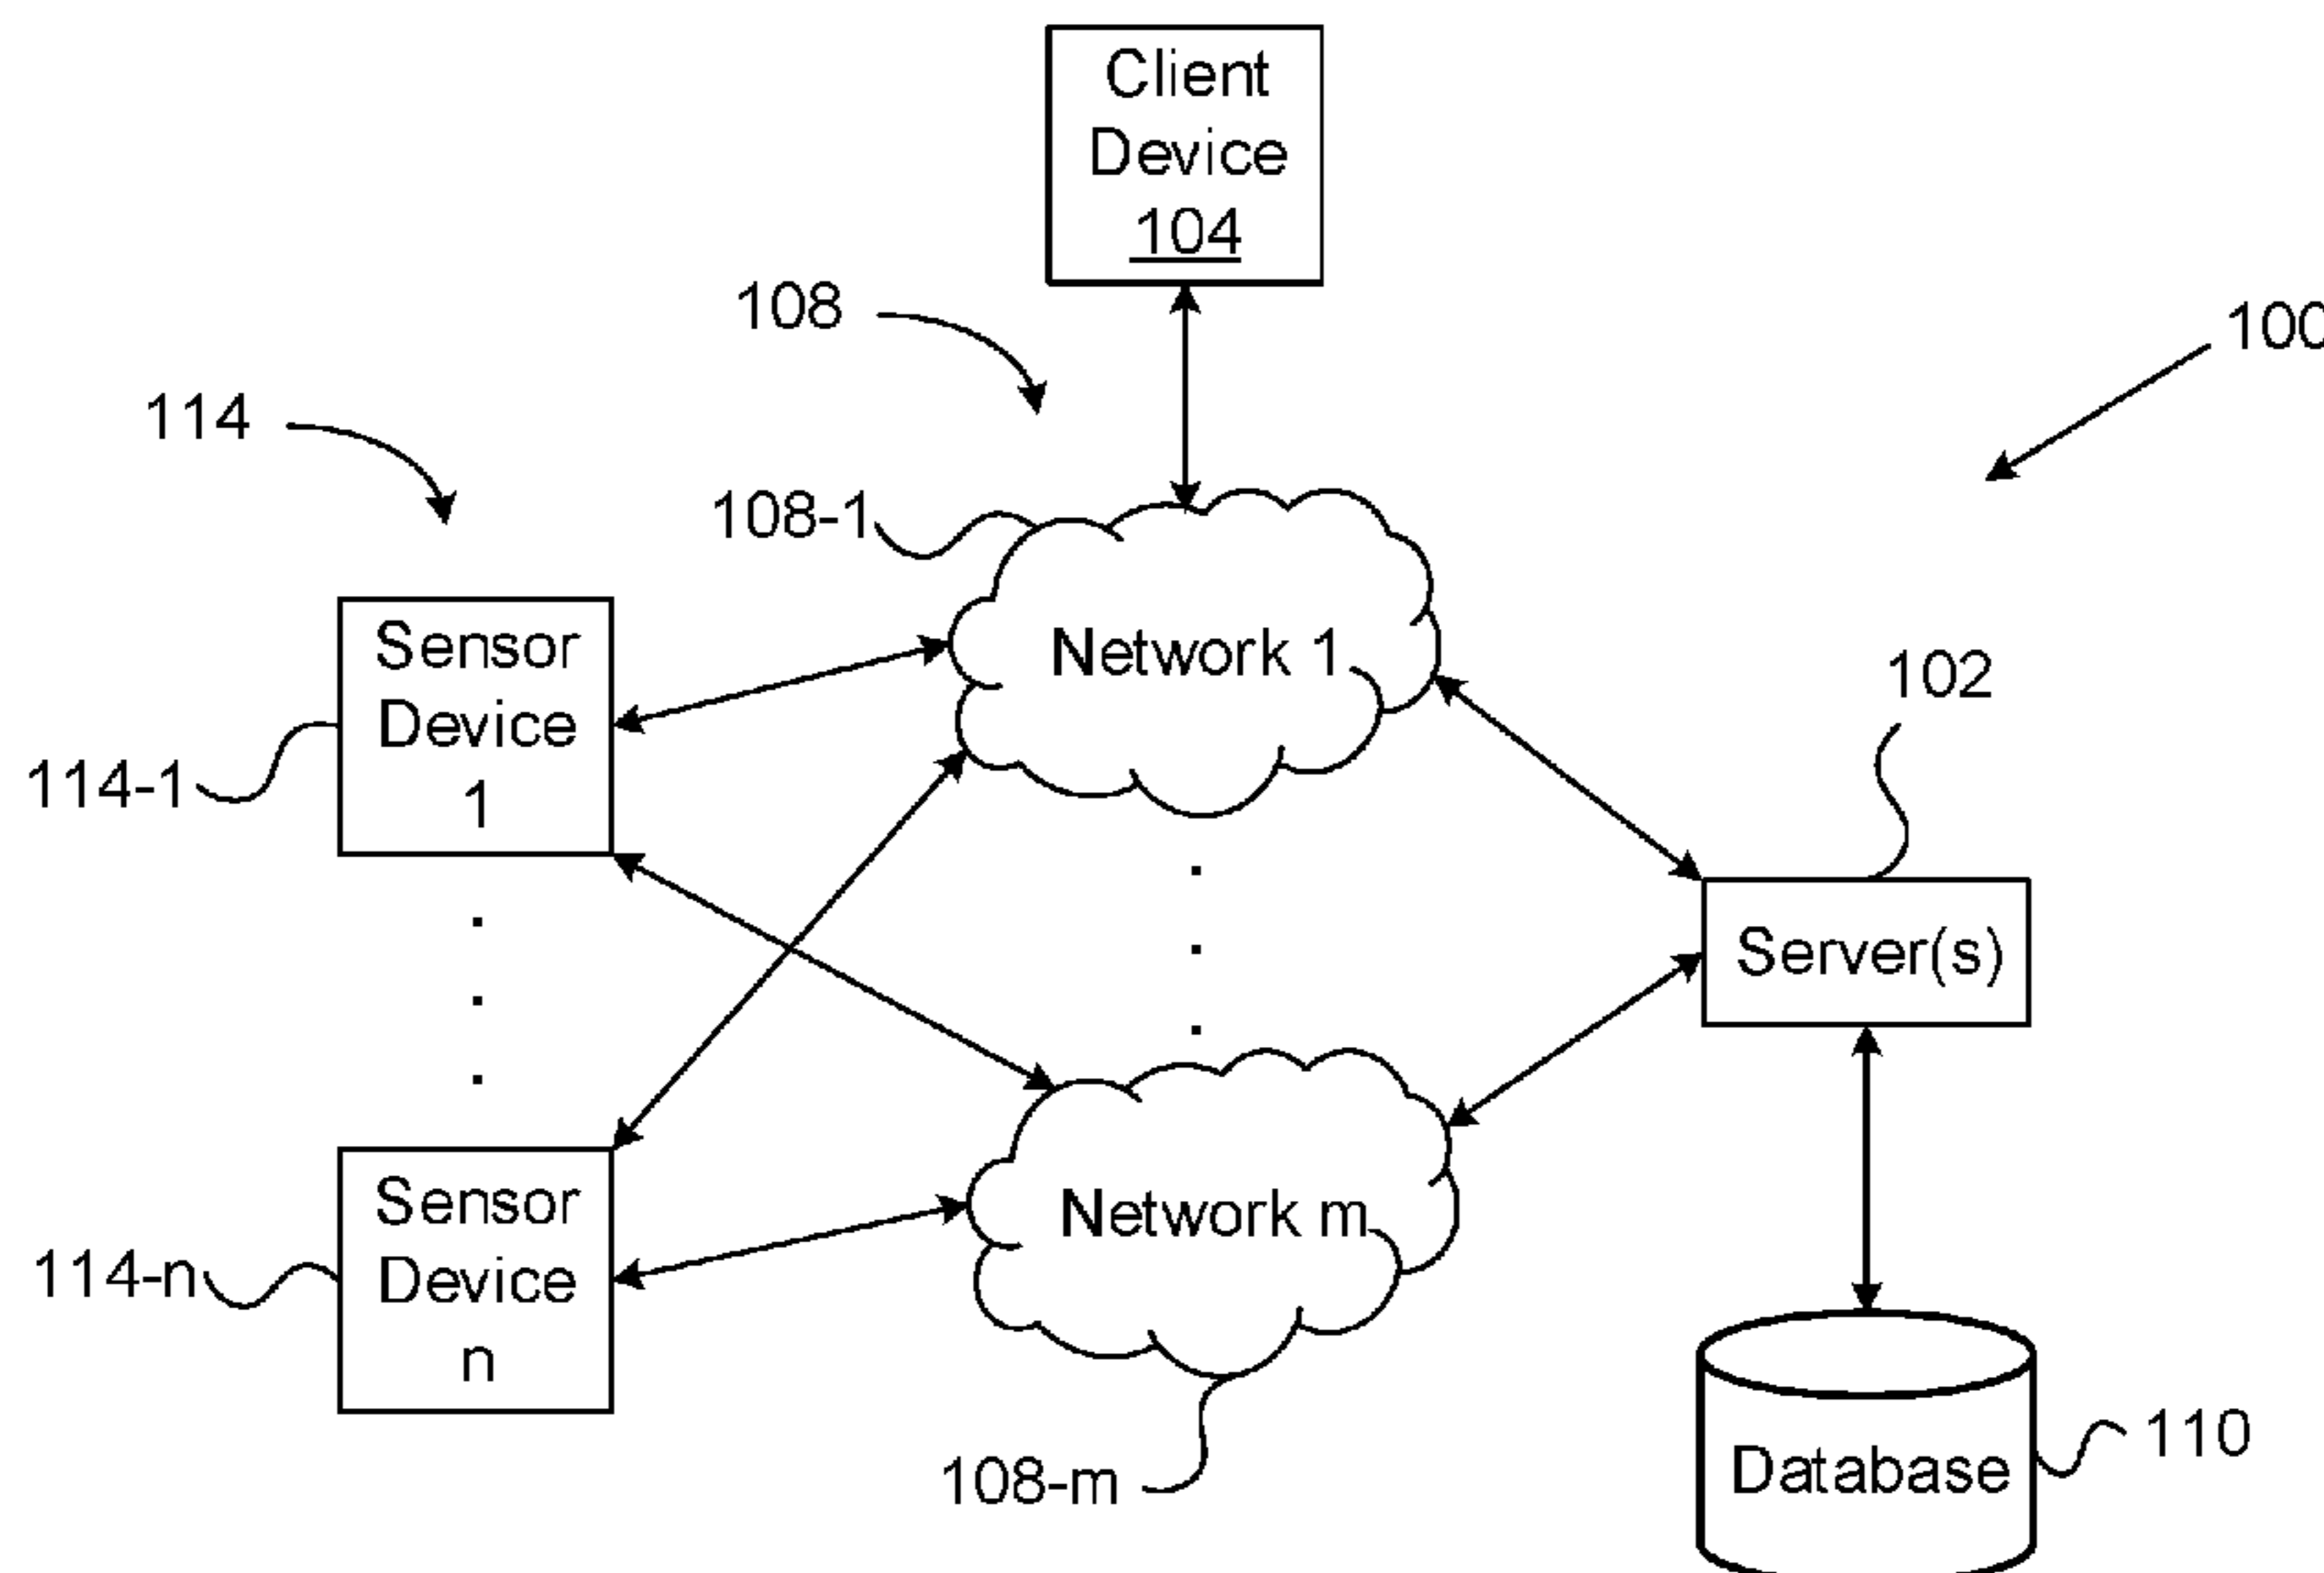 Client
Device
104
108
100
114
108-1
Network 1
Sensor
Device
1
114-1
102
Server(s)
Sensor
Device
n
114-n
Network m
108-m
Database
110